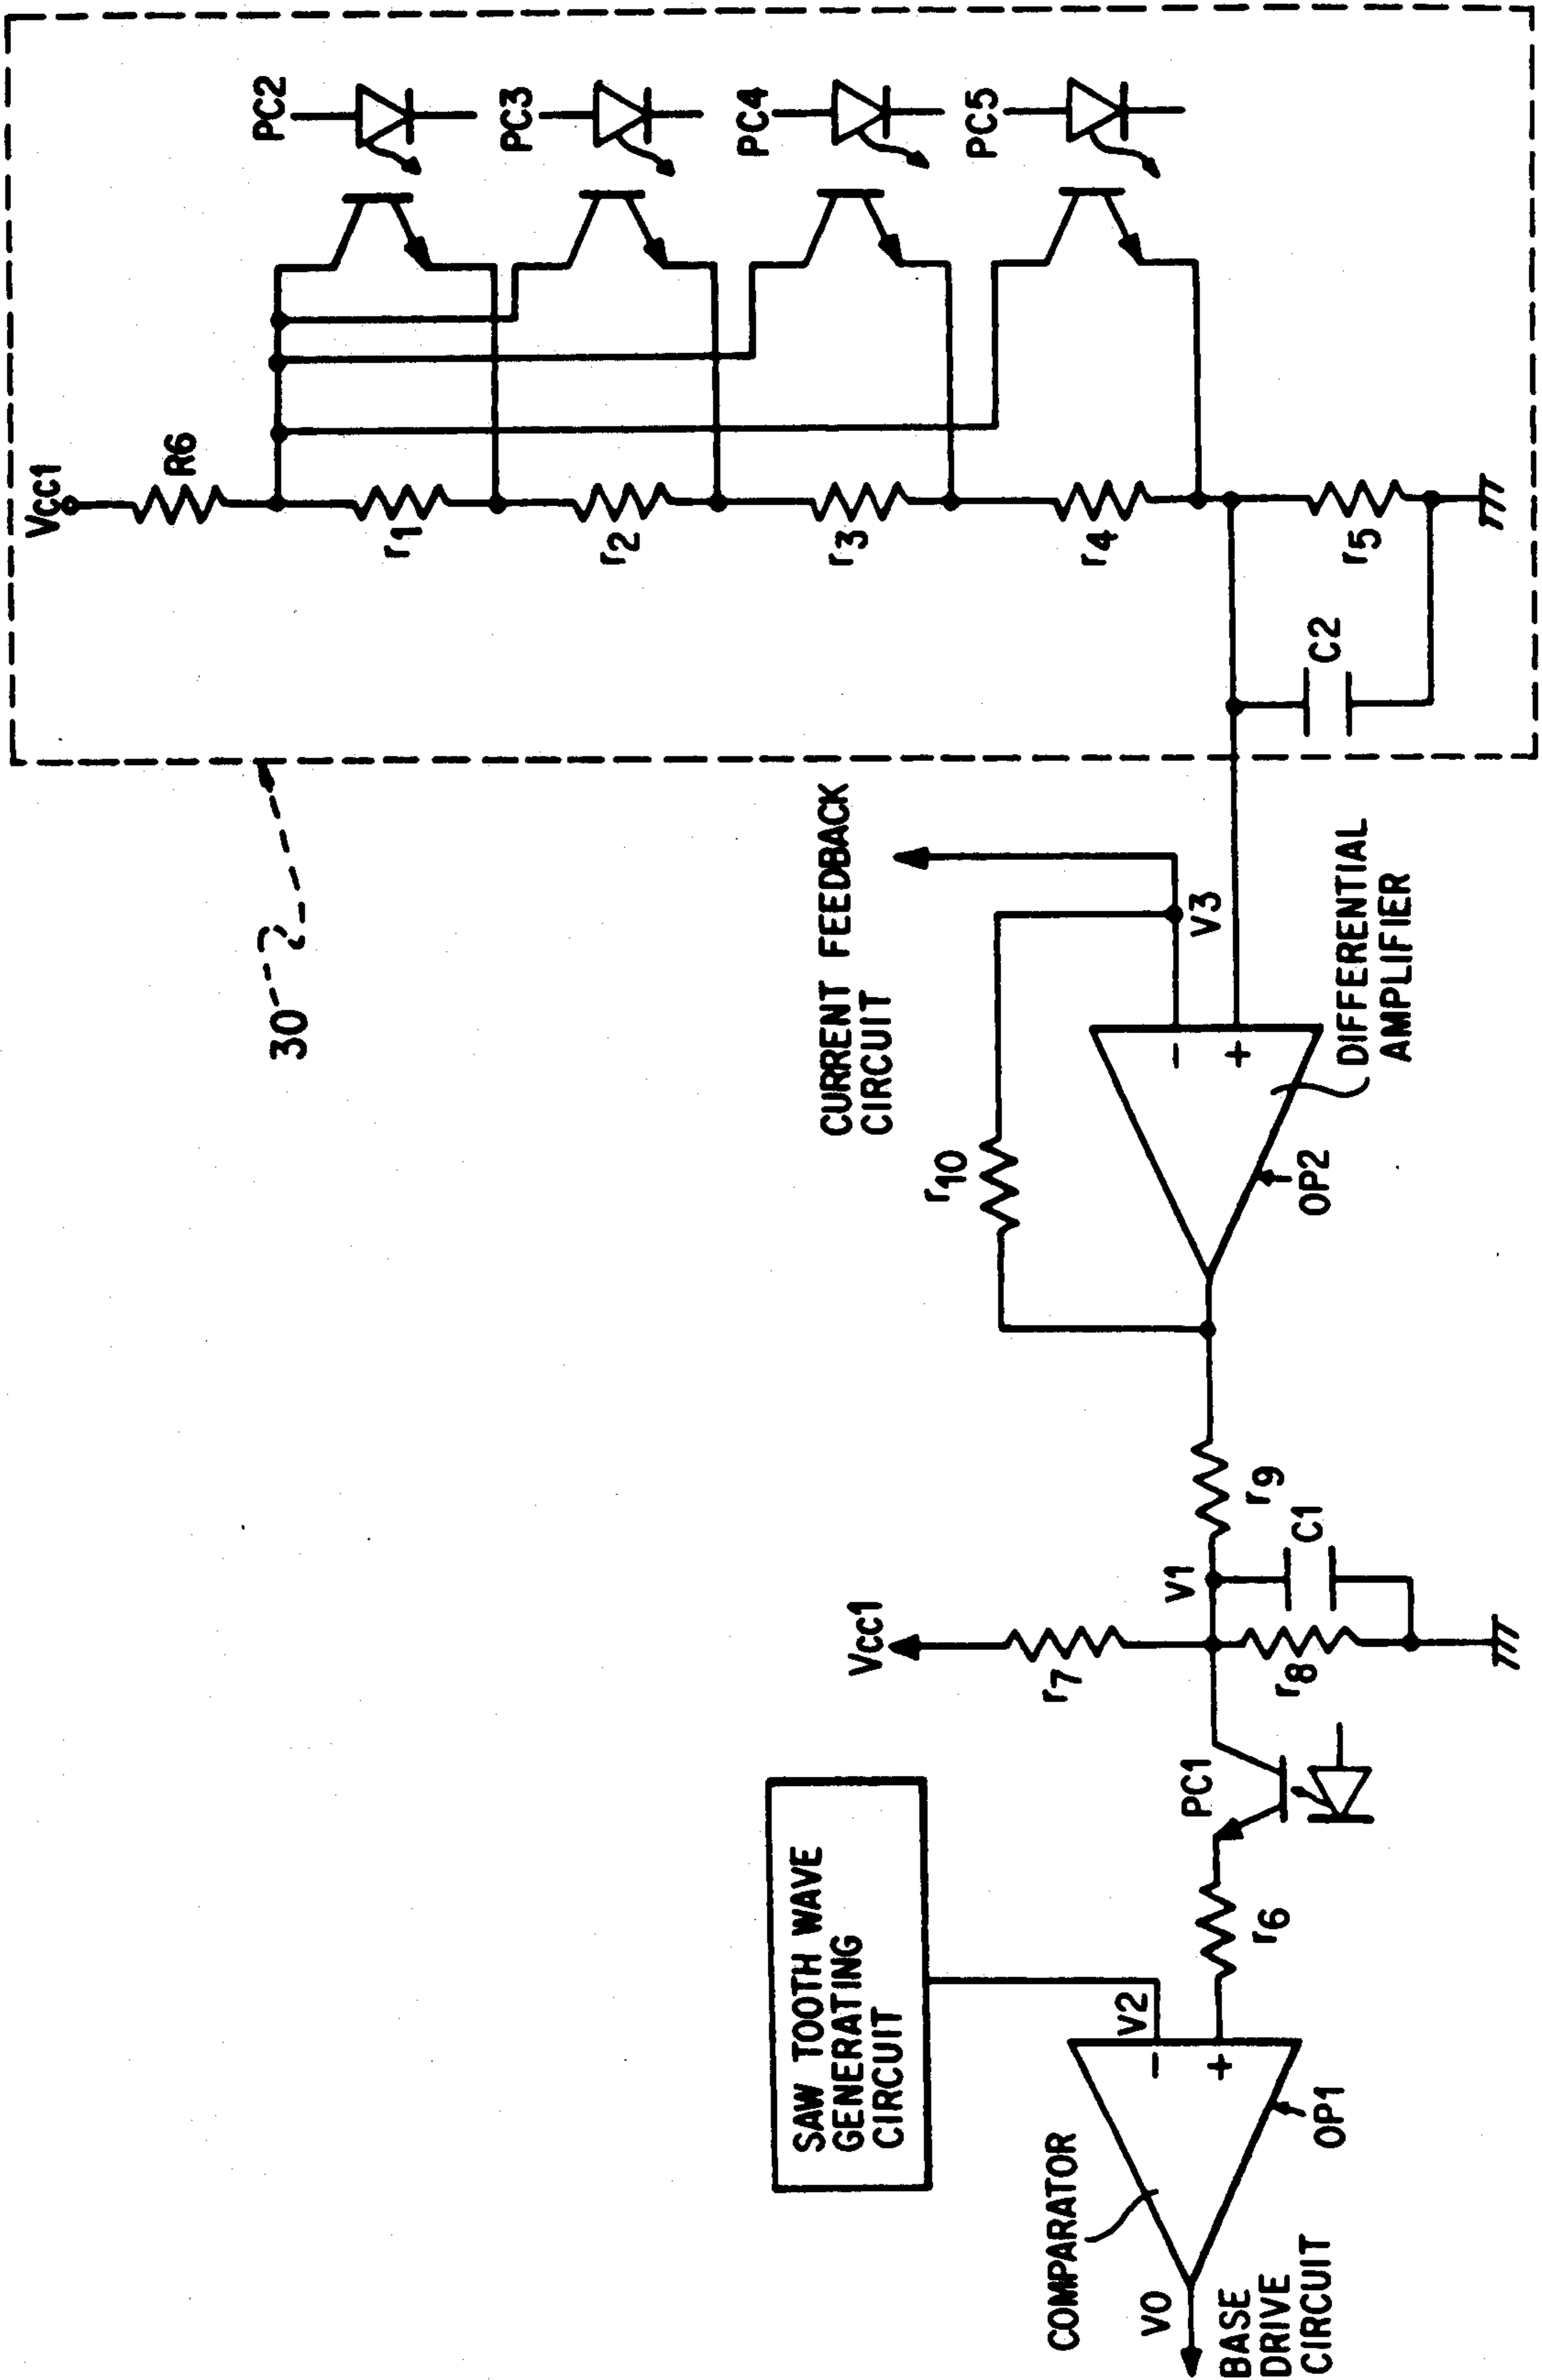 VCC1
R6
PC2
PC3
PC4
PC5
r1
r2
r3
r4
r5
C2
30
CURRENT FEEDBACK
CIRCUIT
V3
r10
DIFFERENTIAL
AMPLIFIER
-
+
OP2
r9
VCC1
V1
C1
r7
r8
PC1
r6
SAW TOOTH WAVE
GENERATING
CIRCUIT
V2
-
+
OP1
COMPARATOR
VO
BASE
DRIVE
CIRCUIT